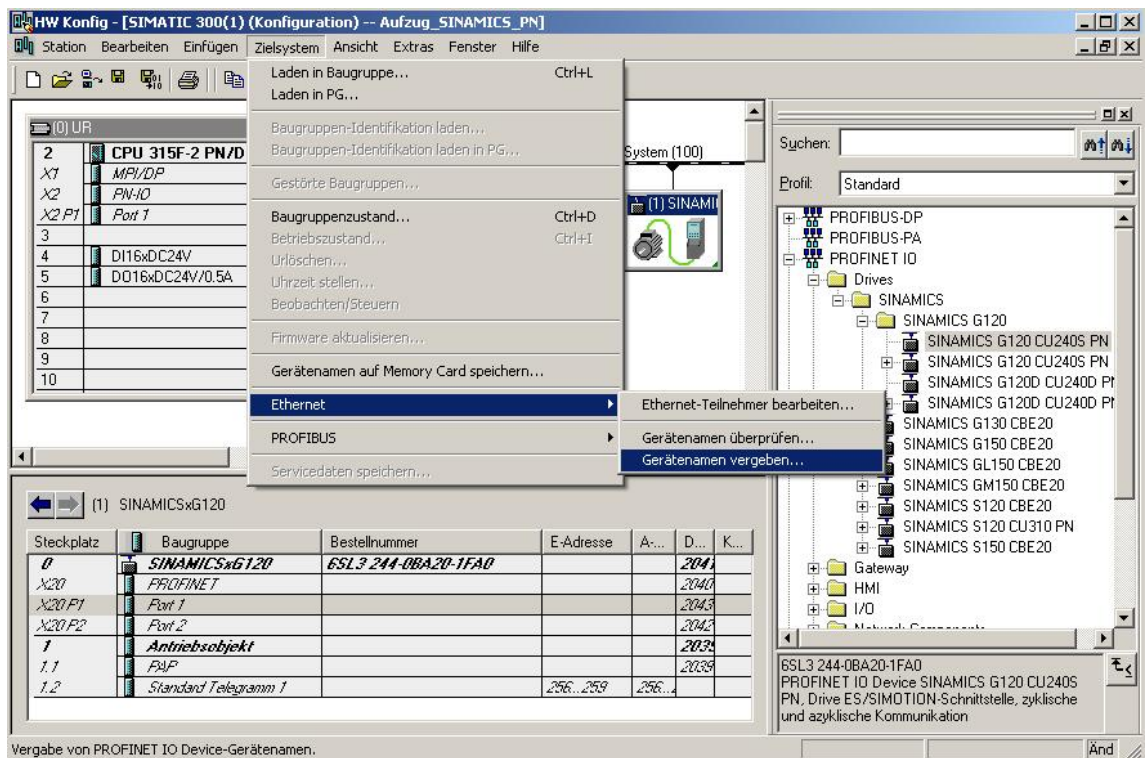 HW Konfig - [SIMATIC 300(1) (Konfiguration) -- Aufzug_SINAMICS_PN]
Station Bearbeiten Einfügen Zielsystem Ansicht Extras Fenster Hilfe
Laden in Baugruppe... Ctrl+L
Laden in PG...
Baugruppen-Identifikation laden...
Baugruppen-Identifikation laden in PG...
Gestörte Baugruppen...
Baugruppenzustand... Ctrl+D
Betriebszustand... Ctrl+I
Urlöschen...
Uhrzeit stellen...
Beobachten/Steuern
Firmware aktualisieren...
Gerätenamen auf Memory Card speichern...
Ethernet
PROFIBUS
Servicedaten speichern...
Ethernet-Teilnehmer bearbeiten...
Gerätenamen überprüfen...
Gerätenamen vergeben...
(0) UR
2 CPU 315F-2 PN/D
X1 MPI/DP
X2 PN-IO
X2 P1 Port 1
3
4 DI16xDC24V
5 DO16xDC24V/0.5A
6
7
8
9
10
System (100)
(1) SINAMI
Suchen:
Profil: Standard
PROFIBUS-DP
PROFIBUS-PA
PROFINET IO
Drives
SINAMICS
SINAMICS G120
SINAMICS G120 CU240S PN
SINAMICS G120 CU240S PN
SINAMICS G120D CU240D
SINAMICS G120D CU240D
SINAMICS G130 CBE20
SINAMICS G150 CBE20
SINAMICS GL150 CBE20
SINAMICS GM150 CBE20
SINAMICS S120 CBE20
SINAMICS S120 CU310 PN
SINAMICS S150 CBE20
Gateway
HMI
I/O
Network Components
6SL3 244-0BA20-1FA0
PROFINET IO Device SINAMICS G120 CU240S
PN, Drive ES/SIMOTION-Schnittstelle, zyklische
und azyklische Kommunikation
(1) SINAMICSxG120
Steckplatz Baugruppe Bestellnummer E-Adresse A-... D... K...
0 SINAMICSxG120 6SL3 244-0BA20-1FA0 2041
X20 PROFINET 2040
X20 P1 Port 1 2043
X20 P2 Port 2 2042
1 Antriebsobjekt 2039
1.1 PAP 2039
1.2 Standard Telegramm 1 256...259 256...
Vergabe von PROFINET IO Device-Gerätenamen. Änd